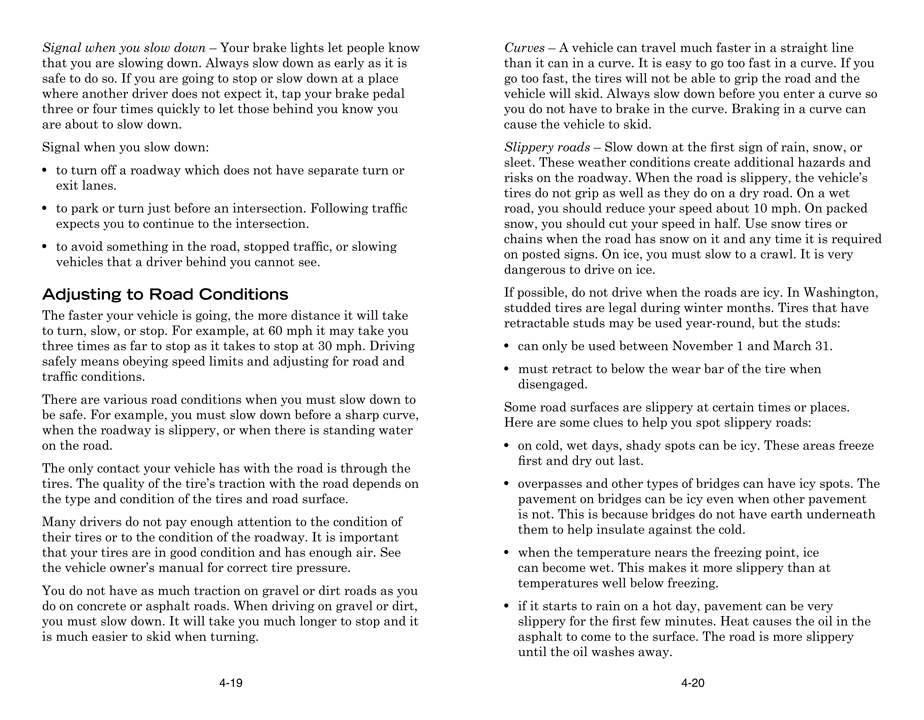 Signal when you slow down – Your brake lights let people know
that you are slowing down. Always slow down as early as it is
safe to do so. If you are going to stop or slow down at a place
where another driver does not expect it, tap your brake pedal
three or four times quickly to let those behind you know you
are about to slow down.
Signal when you slow down:
• to turn off a roadway which does not have separate turn or
exit lanes.
• to park or turn just before an intersection. Following traffic
expects you to continue to the intersection.
• to avoid something in the road, stopped traffic, or slowing
vehicles that a driver behind you cannot see.
Adjusting to Road Conditions
The faster your vehicle is going, the more distance it will take
to turn, slow, or stop. For example, at 60 mph it may take you
three times as far to stop as it takes to stop at 30 mph. Driving
safely means obeying speed limits and adjusting for road and
traffic conditions.
There are various road conditions when you must slow down to
be safe. For example, you must slow down before a sharp curve,
when the roadway is slippery, or when there is standing water
on the road.
The only contact your vehicle has with the road is through the
tires. The quality of the tire's traction with the road depends on
the type and condition of the tires and road surface.
Many drivers do not pay enough attention to the condition of
their tires or to the condition of the roadway. It is important
that your tires are in good condition and has enough air. See
the vehicle owner's manual for correct tire pressure.
You do not have as much traction on gravel or dirt roads as you
do on concrete or asphalt roads. When driving on gravel or dirt,
you must slow down. It will take you much longer to stop and it
is much easier to skid when turning.
4-19
Curves – A vehicle can travel much faster in a straight line
than it can in a curve. It is easy to go too fast in a curve. If you
go too fast, the tires will not be able to grip the road and the
vehicle will skid. Always slow down before you enter a curve so
you do not have to brake in the curve. Braking in a curve can
cause the vehicle to skid.
Slippery roads – Slow down at the first sign of rain, snow, or
sleet. These weather conditions create additional hazards and
risks on the roadway. When the road is slippery, the vehicle's
tires do not grip as well as they do on a dry road. On a wet
road, you should reduce your speed about 10 mph. On packed
snow, you should cut your speed in half. Use snow tires or
chains when the road has snow on it and any time it is required
on posted signs. On ice, you must slow to a crawl. It is very
dangerous to drive on ice.
If possible, do not drive when the roads are icy. In Washington,
studded tires are legal during winter months. Tires that have
retractable studs may be used year-round, but the studs:
• can only be used between November 1 and March 31.
• must retract to below the wear bar of the tire when
disengaged.
Some road surfaces are slippery at certain times or places.
Here are some clues to help you spot slippery roads:
• on cold, wet days, shady spots can be icy. These areas freeze
first and dry out last.
• overpasses and other types of bridges can have icy spots. The
pavement on bridges can be icy even when other pavement
is not. This is because bridges do not have earth underneath
them to help insulate against the cold.
• when the temperature nears the freezing point, ice
can become wet. This makes it more slippery than at
temperatures well below freezing.
• if it starts to rain on a hot day, pavement can be very
slippery for the first few minutes. Heat causes the oil in the
asphalt to come to the surface. The road is more slippery
until the oil washes away.
4-20